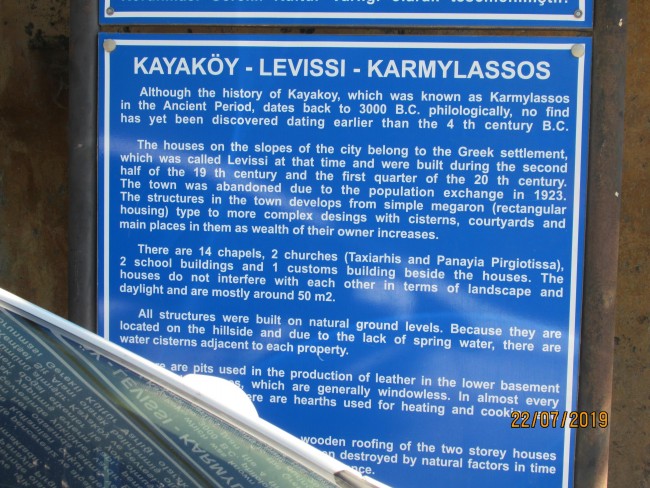 KAYAKÖY - LEVISSI - KARMYLASSOS
Although the history of Kayakoy, which was known as Karmylassos
in the Ancient Period, dates back to 3000 B.C. philologically, no find
has yet been discovered dating earlier than the 4 th century B.C.
The houses on the slopes of the city belong to the Greek settlement,
which was called Levissi at that time and were built during the second
half of the 19 th century and the first quarter of the 20 th century.
The town was abandoned due to the population exchange in 1923.
The structures in the town develops from simple megaron (rectangular
housing) type to more complex desings with cisterns, courtyards and
main places in them as wealth of their owner increases.
There are 14 chapels, 2 churches (Taxiarhis and Panayia Pirgiotissa),
2 school buildings and 1 customs building beside the houses. The
houses do not interfere with each other in terms of landscape and
daylight and are mostly around 50 m2.
All structures were built on natural ground levels. Because they are
located on the hillside and due to the lack of spring water, there are
water cisterns adjacent to each property.
are pits used in the production of leather in the lower basement
which are generally windowless. In almost every
are hearths used for heating and
22/07/2019
wooden roofing of the two storey houses
destroyed by natural factors in time